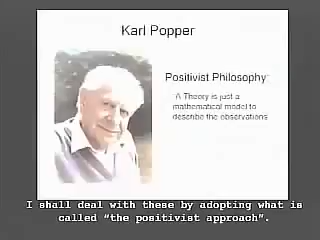 Karl Popper
Positivist Philosophy:
A Theory is just a
mathematical model to
describe the observations
I shall deal with these by adopting what is
called "the positivist approach".